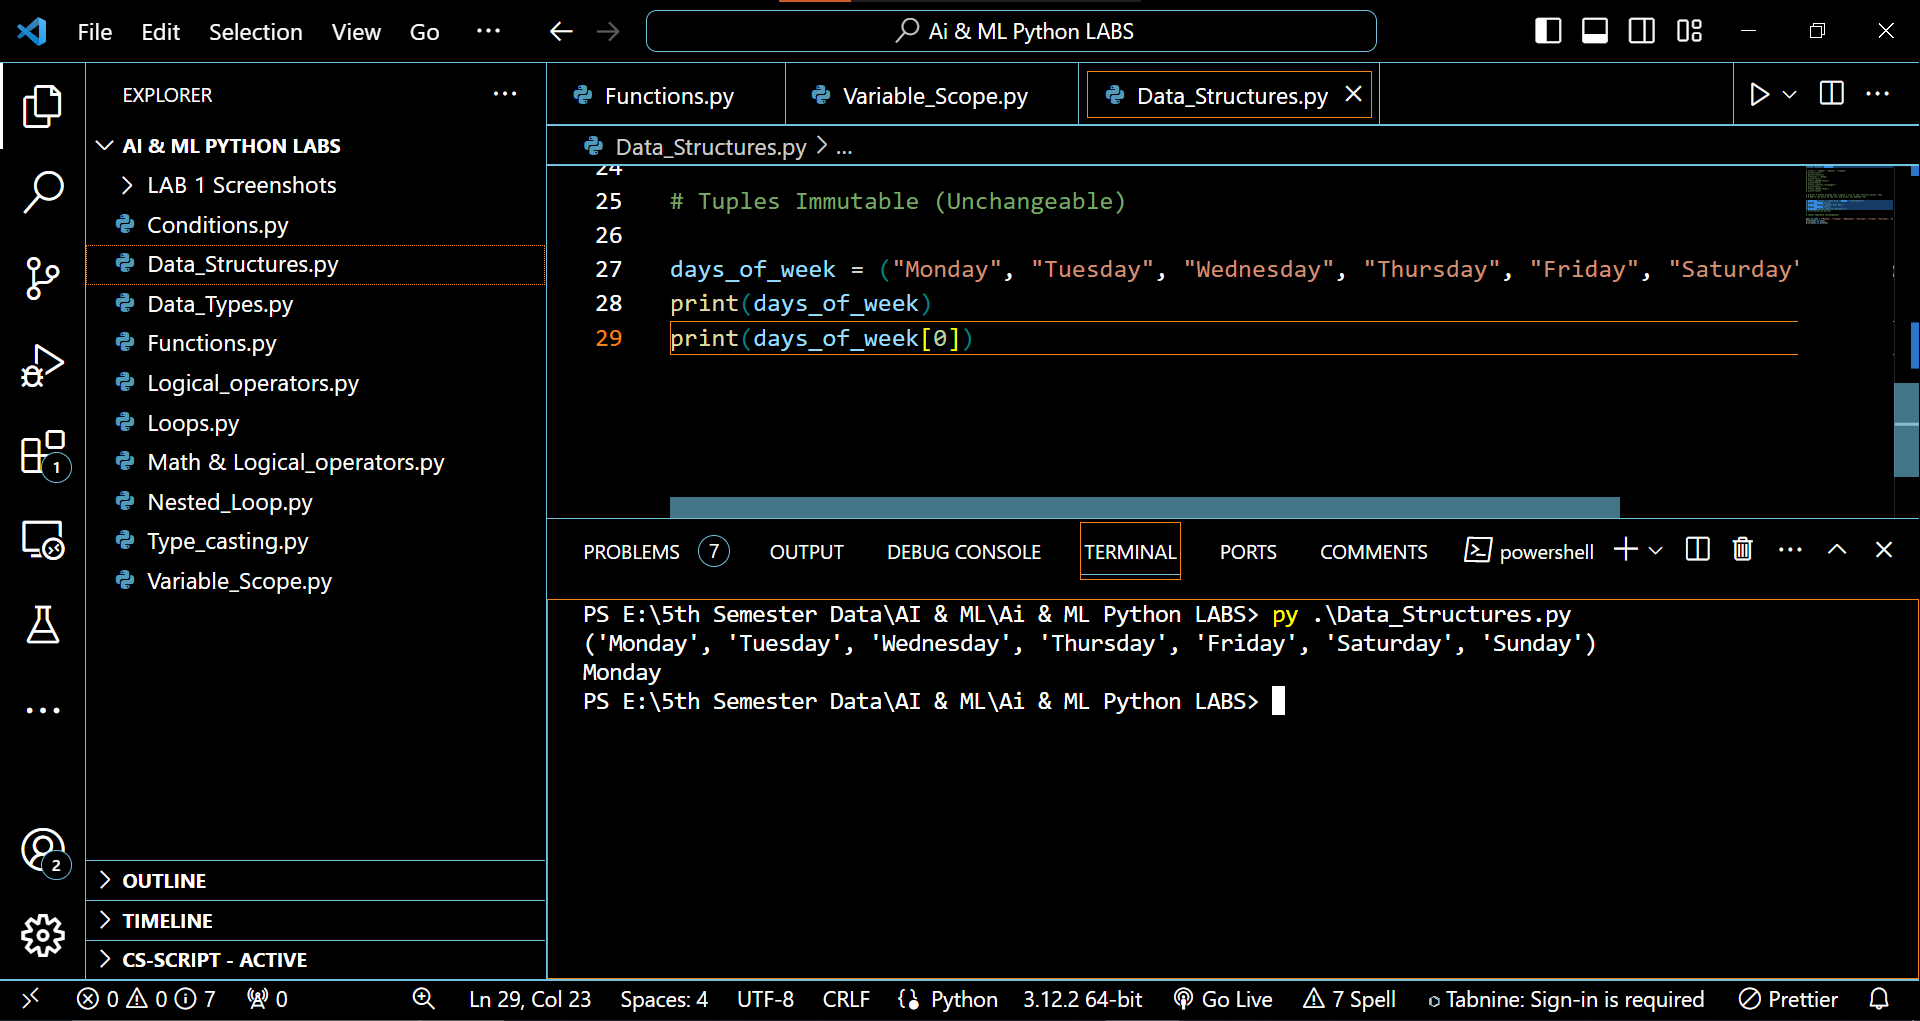 File Edit Selection View Go ...
Ai & ML Python LABS
EXPLORER
AI & ML PYTHON LABS
LAB 1 Screenshots
Conditions.py
Data_Structures.py
Data_Types.py
Functions.py
Logical_operators.py
Loops.py
Math & Logical_operators.py
Nested_Loop.py
Type_casting.py
Variable_Scope.py
OUTLINE
TIMELINE
CS-SCRIPT - ACTIVE
1
2
Functions.py Variable_Scope.py Data_Structures.py
Data_Structures.py > ...
24
25 # Tuples Immutable (Unchangeable)
26
27 days_of_week = ("Monday", "Tuesday", "Wednesday", "Thursday", "Friday", "Saturday"
28 print(days_of_week)
29 print(days_of_week[0])
PROBLEMS 7 OUTPUT DEBUG CONSOLE TERMINAL PORTS COMMENTS powershell
PS E:\5th Semester Data\AI & ML\Ai & ML Python LABS> py .\Data_Structures.py
('Monday', 'Tuesday', 'Wednesday', 'Thursday', 'Friday', 'Saturday', 'Sunday')
Monday
PS E:\5th Semester Data\AI & ML\Ai & ML Python LABS>
0 0 7 0 Ln 29, Col 23 Spaces: 4 UTF-8 CRLF Python 3.12.2 64-bit Go Live 7 Spell Tabnine: Sign-in is required Prettier